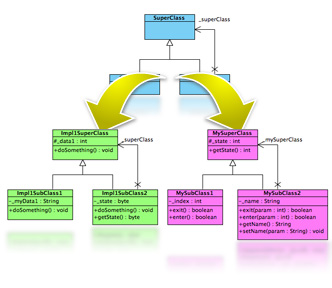 SuperClass
_superClass
Impl1SuperClass
#_data1 : int
+doSomething() : void
_superClass
MySuperClass
#_state : int
+getState() : int
_mySuperClass
Impl1SubClass1
-_myData1 : String
+doSomething() : void
Impl1SubClass2
-_state : byte
+doSomething() : void
+getState() : byte
MySubClass1
-_index : int
+exit() : boolean
+enter() : boolean
MySubClass2
-_name : String
+exit(param : int) : boolean
+enter(param : int) : boolean
+getName() : String
+setName(param : String) : void